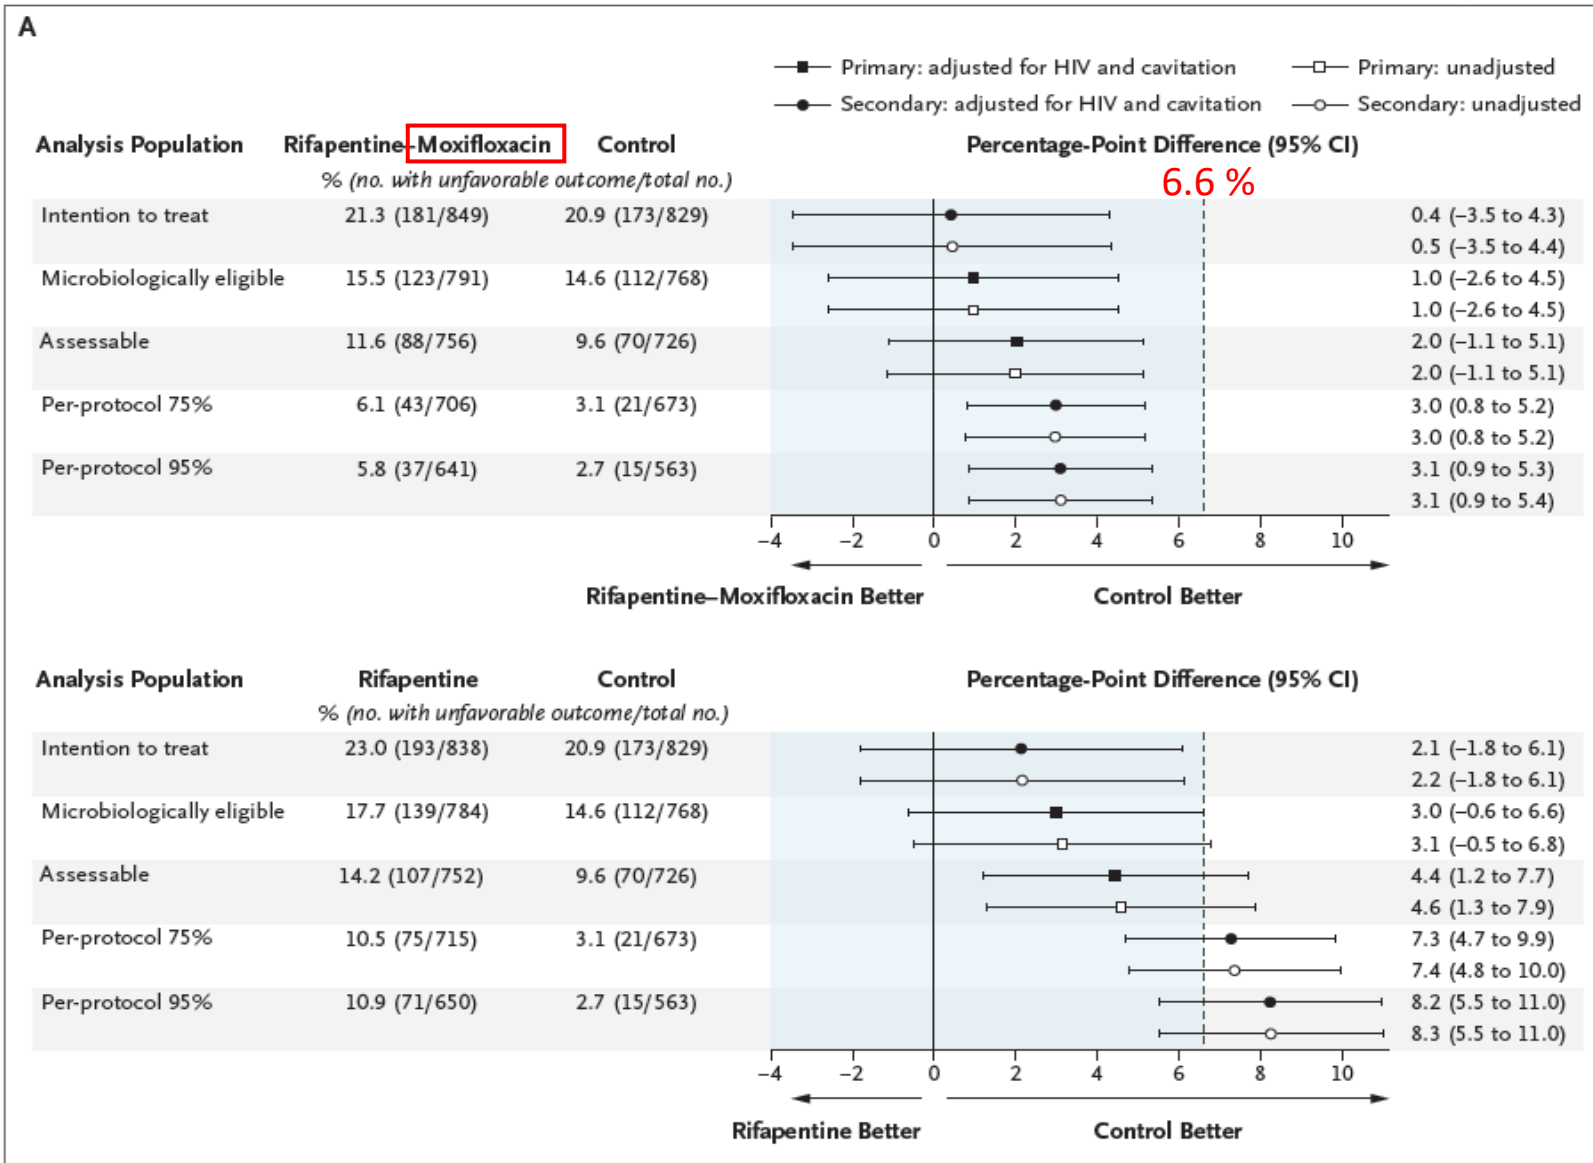 A
Primary: adjusted for HIV and cavitation Primary: unadjusted
Secondary: adjusted for HIV and cavitation Secondary: unadjusted
Analysis Population Rifapentine–Moxifloxacin Control Percentage-Point Difference (95% CI)
% (no. with unfavorable outcome/total no.) 6.6 %
Intention to treat 21.3 (181/849) 20.9 (173/829) 0.4 (–3.5 to 4.3)
0.5 (–3.5 to 4.4)
Microbiologically eligible 15.5 (123/791) 14.6 (112/768) 1.0 (–2.6 to 4.5)
1.0 (–2.6 to 4.5)
Assessable 11.6 (88/756) 9.6 (70/726) 2.0 (–1.1 to 5.1)
2.0 (–1.1 to 5.1)
Per-protocol 75% 6.1 (43/706) 3.1 (21/673) 3.0 (0.8 to 5.2)
3.0 (0.8 to 5.2)
Per-protocol 95% 5.8 (37/641) 2.7 (15/563) 3.1 (0.9 to 5.3)
3.1 (0.9 to 5.4)
–4 –2 0 2 4 6 8 10
Rifapentine–Moxifloxacin Better Control Better
Analysis Population Rifapentine Control Percentage-Point Difference (95% CI)
% (no. with unfavorable outcome/total no.)
Intention to treat 23.0 (193/838) 20.9 (173/829) 2.1 (–1.8 to 6.1)
2.2 (–1.8 to 6.1)
Microbiologically eligible 17.7 (139/784) 14.6 (112/768) 3.0 (–0.6 to 6.6)
3.1 (–0.5 to 6.8)
Assessable 14.2 (107/752) 9.6 (70/726) 4.4 (1.2 to 7.7)
4.6 (1.3 to 7.9)
Per-protocol 75% 10.5 (75/715) 3.1 (21/673) 7.3 (4.7 to 9.9)
7.4 (4.8 to 10.0)
Per-protocol 95% 10.9 (71/650) 2.7 (15/563) 8.2 (5.5 to 11.0)
8.3 (5.5 to 11.0)
–4 –2 0 2 4 6 8 10
Rifapentine Better Control Better